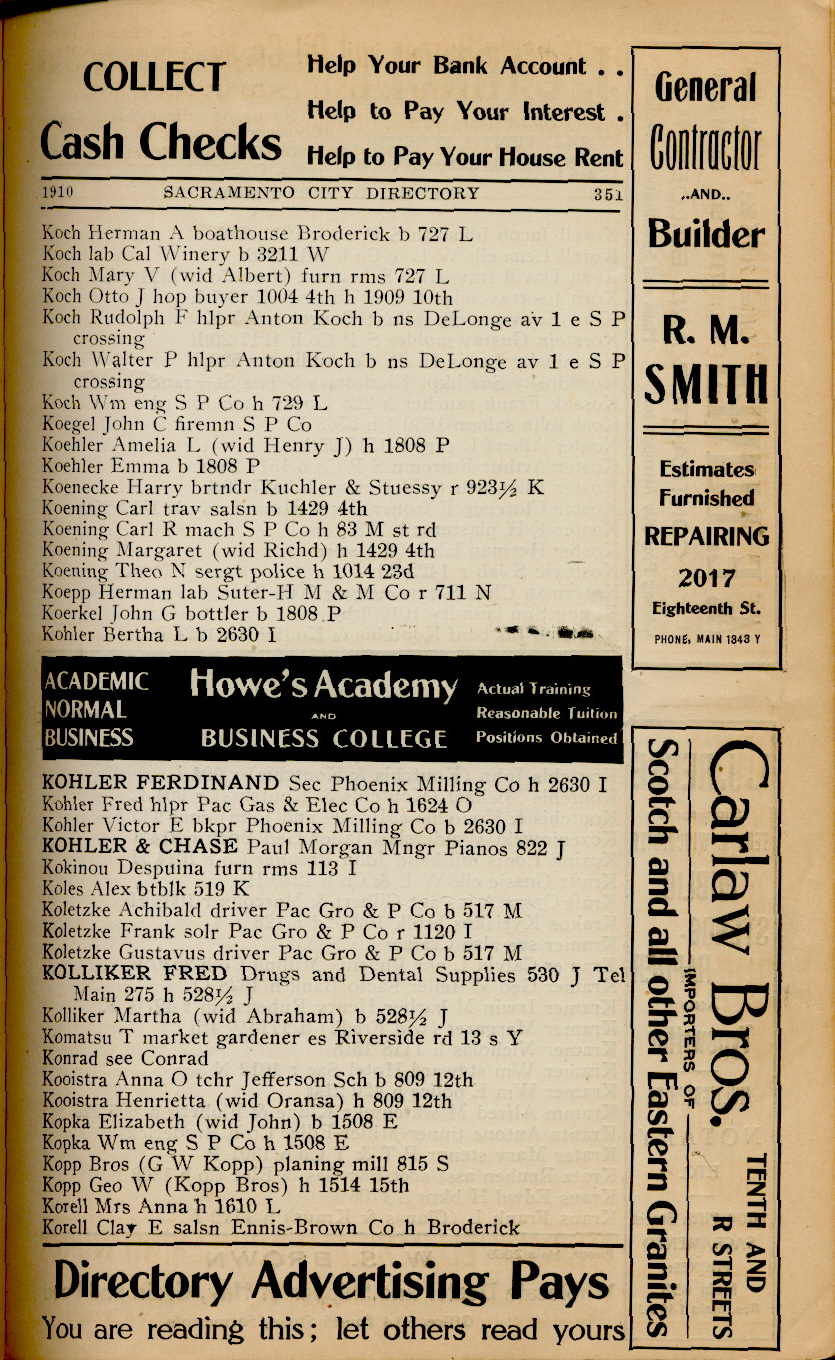 COLLECT
Cash Checks
Help Your Bank Account . .
Help to Pay Your Interest .
Help to Pay Your House Rent
1910 SACRAMENTO CITY DIRECTORY 351
Koch Herman A boathouse Broderick b 727 L
Koch lab Cal Winery b 3211 W
Koch Mary V (wid Albert) furn rms 727 L
Koch Otto J hop buyer 1004 4th h 1909 10th
Koch Rudolph F hlpr Anton Koch b ns DeLonge av 1 e S P
crossing
Koch Walter P hlpr Anton Koch b ns DeLonge av 1 e S P
crossing
Koch Wm eng S P Co h 729 L
Koegel John C firemn S P Co
Koehler Amelia L (wid Henry J) h 1808 P
Koehler Emma b 1808 P
Koenecke Harry brtndr Kuchler & Stuessy r 923½ K
Koening Carl trav salsn b 1429 4th
Koening Carl R mach S P Co h 83 M st rd
Koening Margaret (wid Richd) h 1429 4th
Koening Theo N sergt police h 1014 23d
Koepp Herman lab Suter-H M & M Co r 711 N
Koerkel John G bottler b 1808 P
Kohler Bertha L b 2630 I
ACADEMIC
NORMAL
BUSINESS
Howe's Academy
AND
BUSINESS COLLEGE
Actual Training
Reasonable Tuition
Positions Obtained
KOHLER FERDINAND Sec Phoenix Milling Co h 2630 I
Kohler Fred hlpr Pac Gas & Elec Co h 1624 O
Kohler Victor E bkpr Phoenix Milling Co b 2630 I
KOHLER & CHASE Paul Morgan Mngr Pianos 822 J
Kokinou Despuina furn rms 113 I
Koles Alex btblk 519 K
Koletzke Achibald driver Pac Gro & P Co b 517 M
Koletzke Frank solr Pac Gro & P Co r 1120 I
Koletzke Gustavus driver Pac Gro & P Co b 517 M
KOLLIKER FRED Drugs and Dental Supplies 530 J Tel
Main 275 h 528½ J
Kolliker Martha (wid Abraham) b 528½ J
Komatsu T market gardener es Riverside rd 13 s Y
Konrad see Conrad
Kooistra Anna O tchr Jefferson Sch b 809 12th
Kooistra Henrietta (wid Oransa) h 809 12th
Kopka Elizabeth (wid John) b 1508 E
Kopka Wm eng S P Co h 1508 E
Kopp Bros (G W Kopp) planing mill 815 S
Kopp Geo W (Kopp Bros) h 1514 15th
Korell Mrs Anna h 1610 L
Korell Clay E salsn Ennis-Brown Co h Broderick
Directory Advertising Pays
You are reading this; let others read yours
General
Contractor
..AND..
Builder
R. M.
SMITH
Estimates
Furnished
REPAIRING
2017
Eighteenth St.
PHONE, MAIN 1343 Y
Carlaw Bros.
TENTH AND
R STREETS
IMPORTERS OF
Scotch and all other Eastern Granites